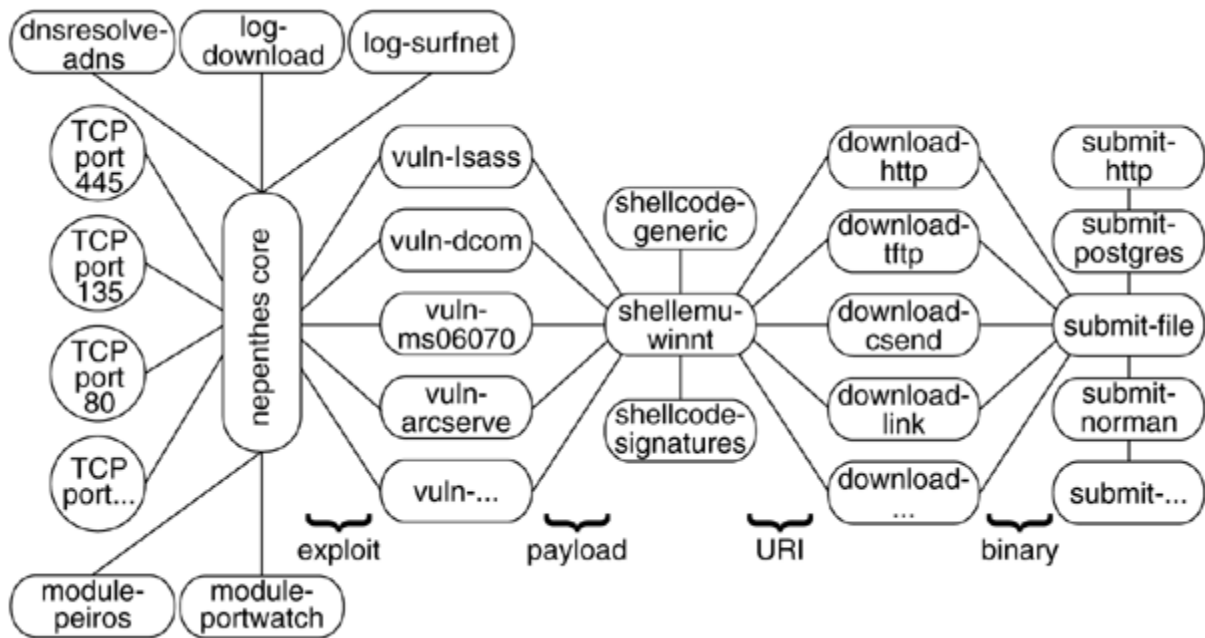 dnsresolve-
adns
log-
download
log-surfnet
TCP
port
445
TCP
port
135
TCP
port
80
TCP
port...
nepenthes core
module-
peiros
module-
portwatch
vuln-lsass
vuln-dcom
vuln-
ms06070
vuln-
arcserve
vuln-...
exploit
payload
shellcode-
generic
shellemu-
winnt
shellcode-
signatures
URI
download-
http
download-
tftp
download-
csend
download-
link
download-
...
binary
submit-
http
submit-
postgres
submit-file
submit-
norman
submit-...